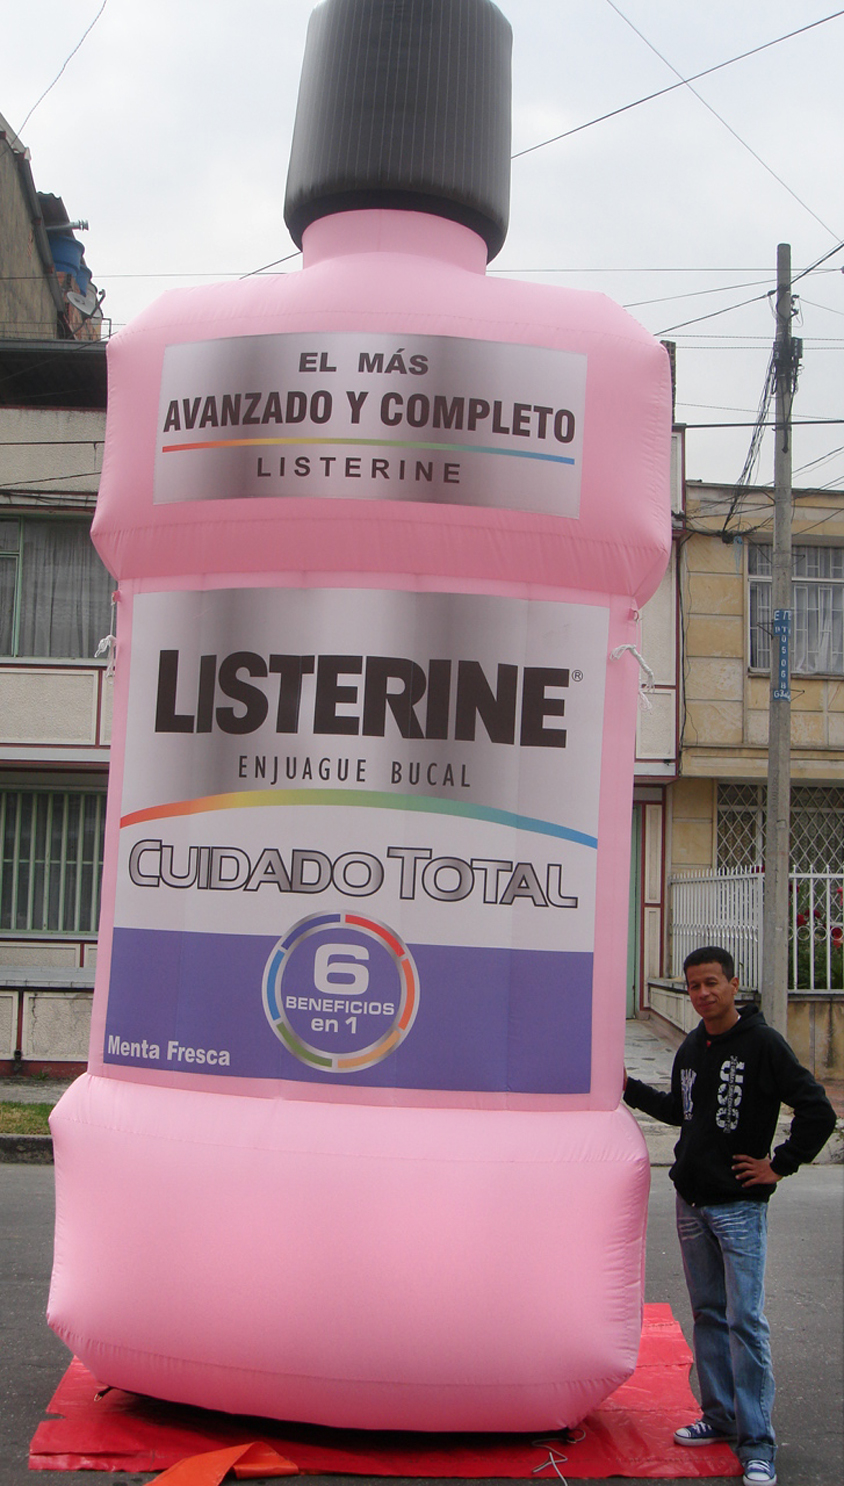 EL MÁS
AVANZADO Y COMPLETO
LISTERINE
LISTERINE®
ENJUAGUE BUCAL
CUIDADO TOTAL
6
BENEFICIOS
en 1
Menta Fresca